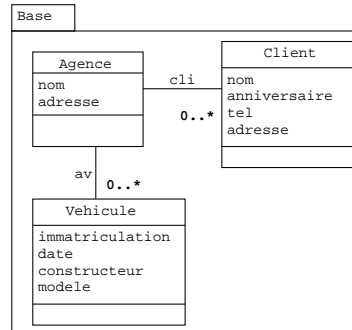 Base
Agence
nom
adresse
cli
0..*
Client
nom
anniversaire
tel
adresse
av
0..*
Vehicule
immatriculation
date
constructeur
modele